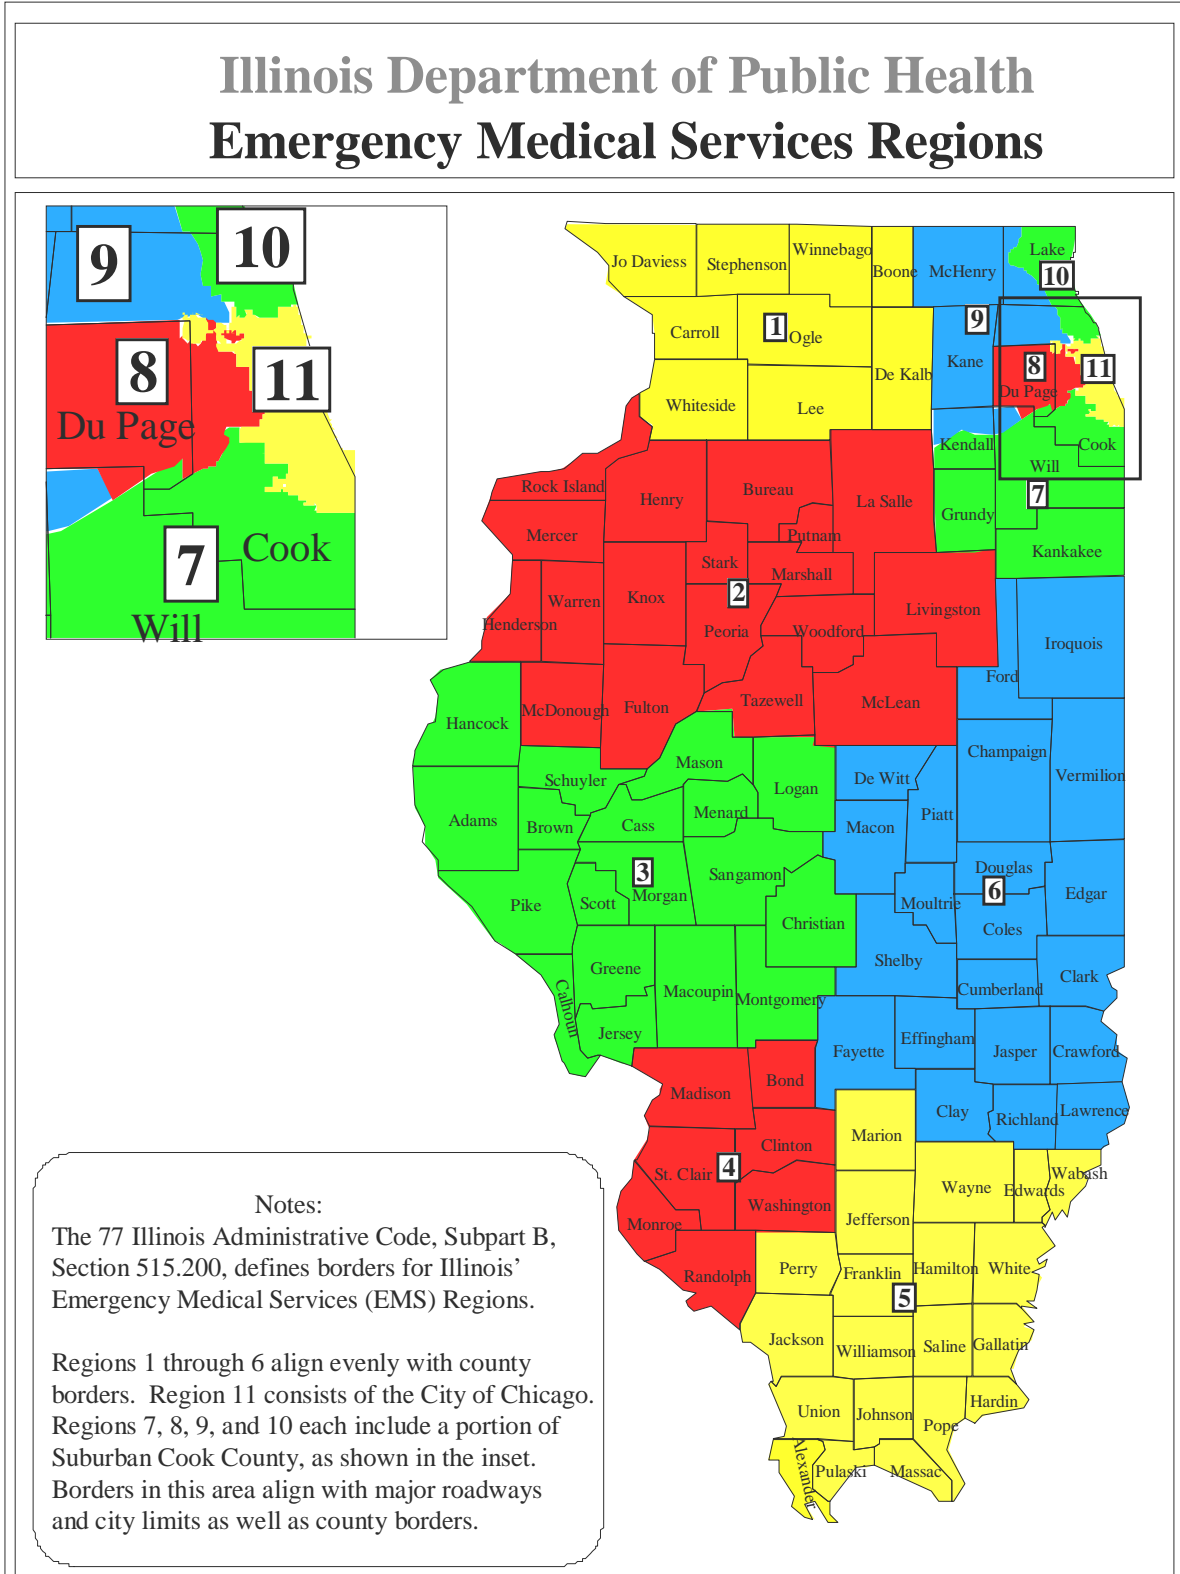 Illinois Department of Public Health
Emergency Medical Services Regions
9
10
8
11
Du Page
7
Cook
Will
Jo Daviess
Stephenson
Winnebago
Boone
McHenry
Lake
10
Carroll
1
Ogle
9
De Kalb
Kane
8
11
Du Page
Whiteside
Lee
Kendall
Cook
Will
7
Rock Island
Henry
Bureau
La Salle
Grundy
Mercer
Putnam
Kankakee
Stark
Marshall
2
Knox
Warren
Henderson
Peoria
Woodford
Livingston
Iroquois
Ford
Hancock
McDonough
Fulton
Tazewell
McLean
Champaign
Vermilion
Schuyler
Mason
Logan
De Witt
Piatt
Adams
Brown
Cass
Menard
Macon
3
Sangamon
Douglas
6
Pike
Scott
Morgan
Christian
Moultrie
Coles
Edgar
Greene
Macoupin
Montgomery
Shelby
Cumberland
Clark
Calhoun
Jersey
Fayette
Effingham
Jasper
Crawford
Madison
Bond
Clay
Richland
Lawrence
Clinton
Marion
St. Clair
4
Washington
Wayne
Edwards
Wabash
Monroe
Jefferson
Randolph
Perry
Franklin
Hamilton
White
5
Jackson
Williamson
Saline
Gallatin
Union
Johnson
Pope
Hardin
Alexander
Pulaski
Massac
Notes:
The 77 Illinois Administrative Code, Subpart B,
Section 515.200, defines borders for Illinois’
Emergency Medical Services (EMS) Regions.
Regions 1 through 6 align evenly with county
borders.  Region 11 consists of the City of Chicago.
Regions 7, 8, 9, and 10 each include a portion of
Suburban Cook County, as shown in the inset.
Borders in this area align with major roadways
and city limits as well as county borders.